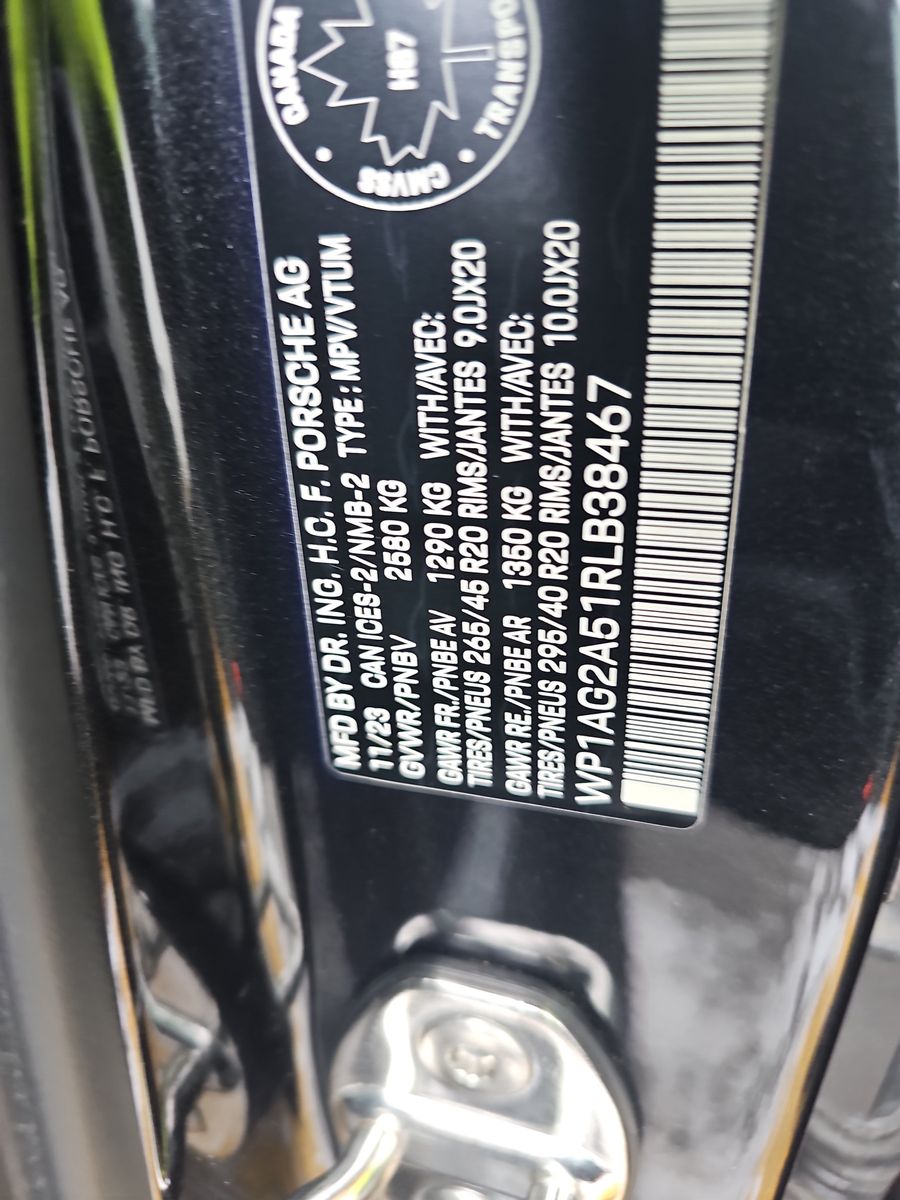 MFD BY DR. ING. H.C. F. PORSCHE AG
11/23 CAN ICES-2/NMB-2 TYPE : MPV/VTUM
GVWR/PNBV 2580 KG
GAWR FR./PNBE AV 1290 KG WITH/AVEC:
TIRES/PNEUS 265/45 R20 RIMS/JANTES 9.0JX20
GAWR RE./PNBE AR 1350 KG WITH/AVEC:
TIRES/PNEUS 295/40 R20 RIMS/JANTES 10.0JX20
WP1AG2A51RLB38467
CANADA
H67
TRANSPO
CMVSS